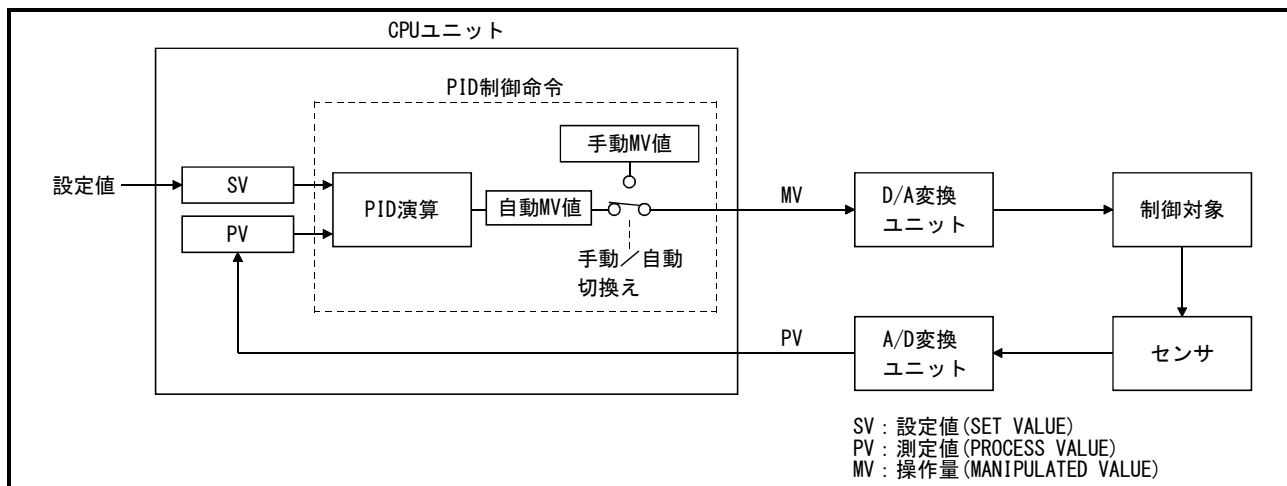 CPUユニット
PID制御命令
手動MV値
設定値
SV
PID演算
自動MV値
MV
D/A変換
ユニット
制御対象
PV
手動／自動
切換え
PV
A/D変換
ユニット
センサ
SV：設定値(SET VALUE)
PV：測定値(PROCESS VALUE)
MV：操作量(MANIPULATED VALUE)